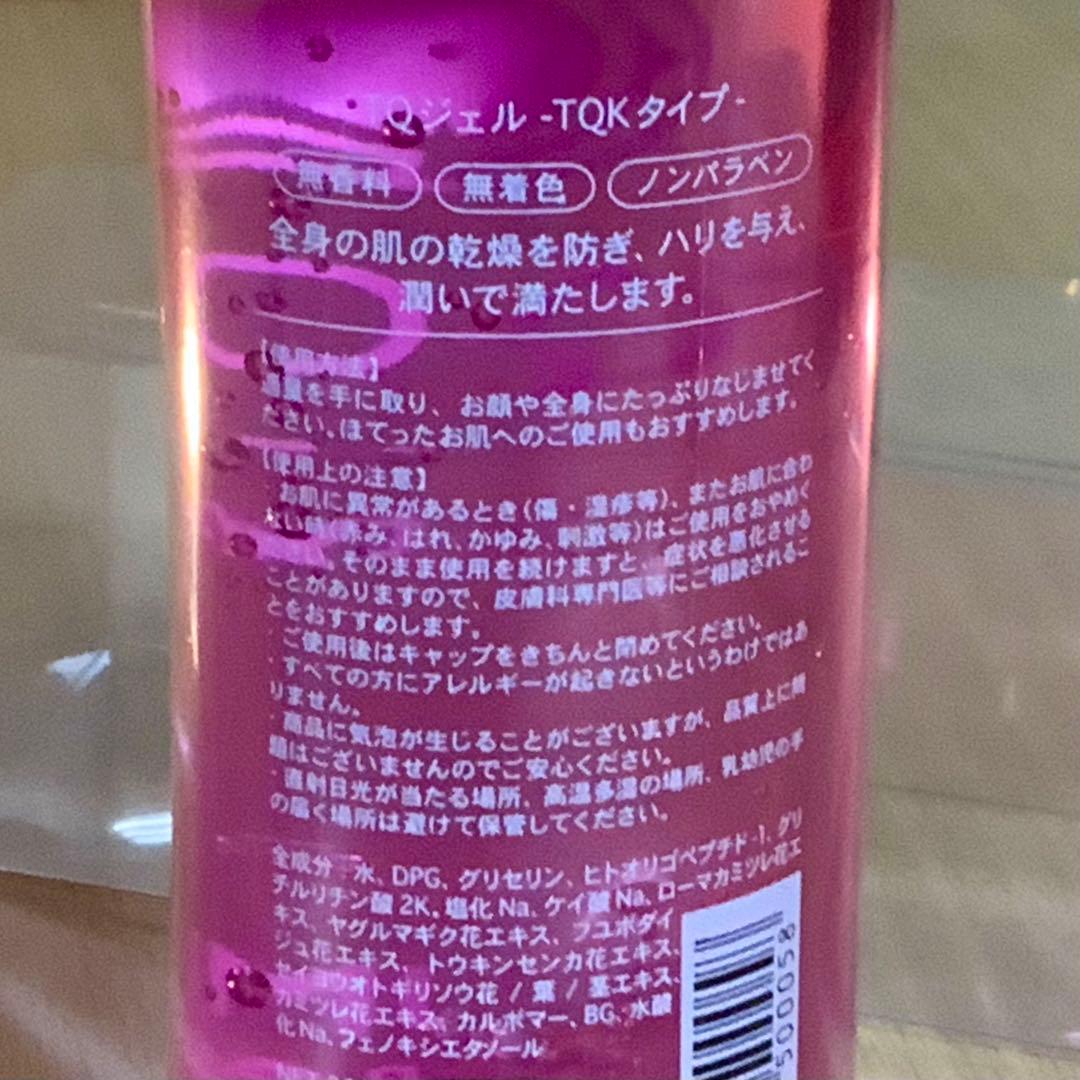 TQジェル -TQKタイプ-
無香料 無着色 ノンパラベン
全身の肌の乾燥を防ぎ、ハリを与え、
潤いで満たします。
【使用方法】
適量を手に取り、お顔や全身にたっぷりなじませてく
ださい。ほてったお肌へのご使用もおすすめします。
【使用上の注意】
・お肌に異常があるとき(傷・湿疹等)、またお肌に合わ
ない時(赤み、はれ、かゆみ、刺激等)はご使用をおやめく
そのまま使用を続けますと、症状を悪化させる
ことがありますので、皮膚科専門医等にご相談されるこ
とをおすすめします。
・ご使用後はキャップをきちんと閉めてください。
・すべての方にアレルギーが起きないというわけではあ
りません。
・商品に気泡が生じることがございますが、品質上に問
題はございませんのでご安心ください。
・直射日光が当たる場所、高温多湿の場所、乳幼児の手
の届く場所は避けて保管してください。
全成分 水、DPG、グリセリン、ヒトオリゴペプチド-1、グリ
チルリチン酸2K、塩化Na、ケイ酸Na、ローマカミツレ花エ
キス、ヤグルマギク花エキス、フユボダイ
ジュ花エキス、トウキンセンカ花エキス、
セイヨウオトギリソウ花/葉/茎エキス、
カミツレ花エキス、カルボマー、BG、水酸
化Na、フェノキシエタノール
500058